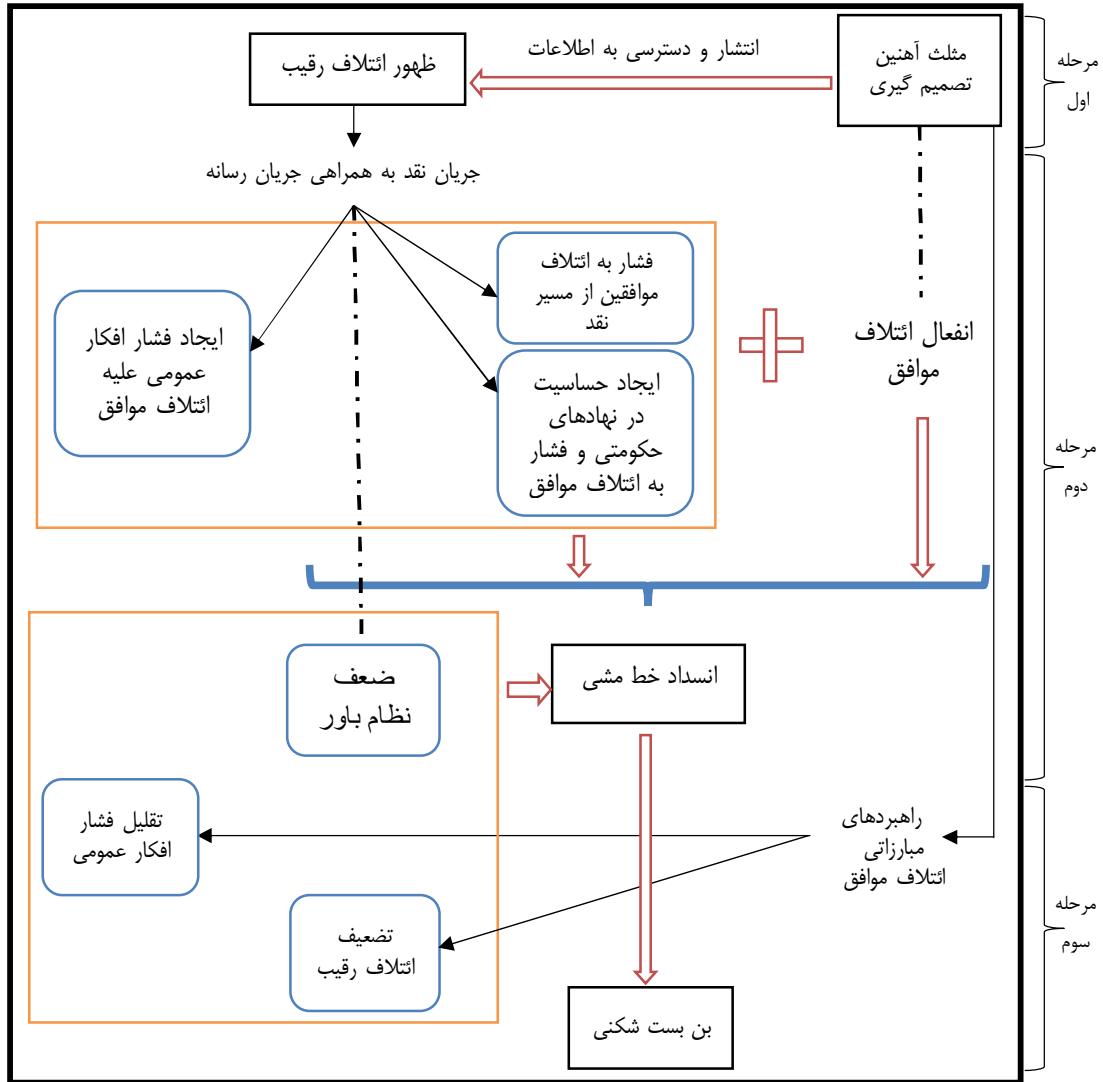 مثلث آهنین
تصمیم گیری
انتشار و دسترسی به اطلاعات
ظهور ائتلاف رقیب
مرحله
اول
جریان نقد به همراهی جریان رسانه
فشار به ائتلاف
موافقین از مسیر
نقد
ایجاد فشار افکار
عمومی علیه
ائتلاف موافق
ایجاد حساسیت
در نهادهای
حکومتی و فشار
به ائتلاف موافق
انفعال ائتلاف
موافق
مرحله
دوم
ضعف
نظام باور
انسداد خط مشی
راهبردهای
مبارزاتی
ائتلاف موافق
تقلیل فشار
افکار عمومی
تضعیف
ائتلاف رقیب
مرحله
سوم
بن بست شکنی